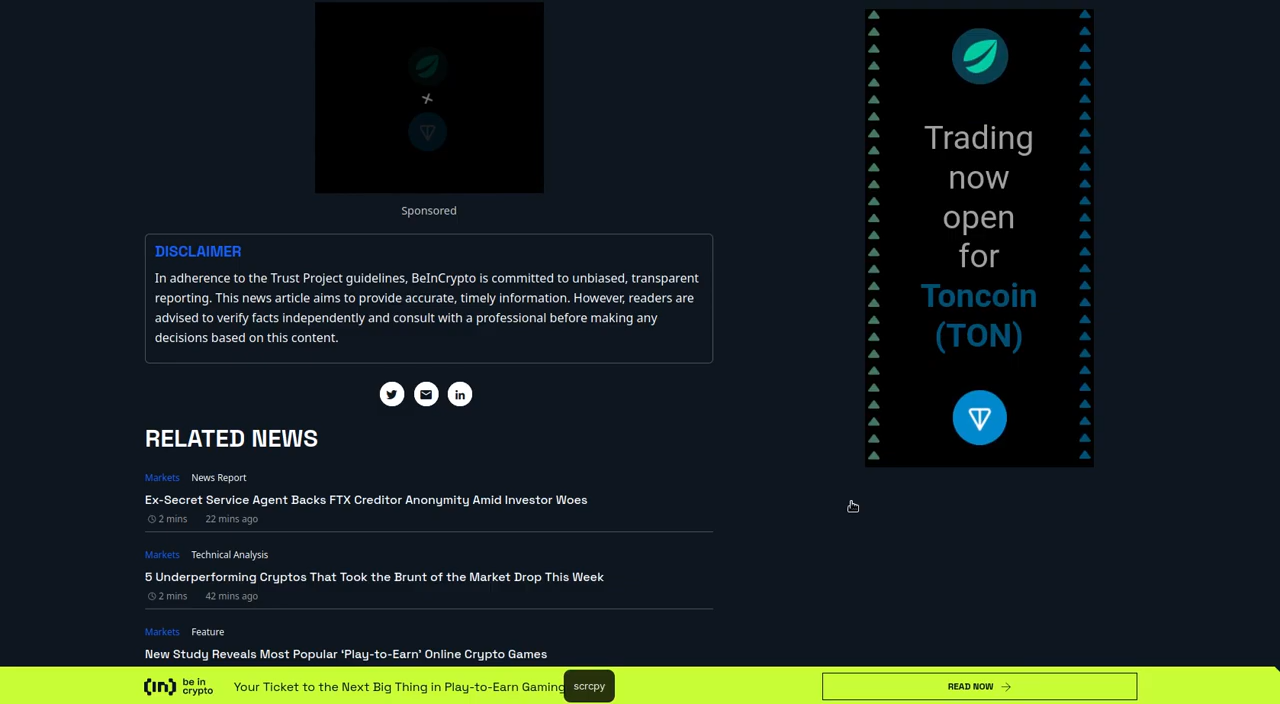 Sponsored
DISCLAIMER
In adherence to the Trust Project guidelines, BeInCrypto is committed to unbiased, transparent
reporting. This news article aims to provide accurate, timely information. However, readers are
advised to verify facts independently and consult with a professional before making any
decisions based on this content.
in
RELATED NEWS
Markets News Report
Ex-Secret Service Agent Backs FTX Creditor Anonymity Amid Investor Woes
2 mins 22 mins ago
Markets Technical Analysis
5 Underperforming Cryptos That Took the Brunt of the Market Drop This Week
2 mins 42 mins ago
Markets Feature
New Study Reveals Most Popular ‘Play-to-Earn’ Online Crypto Games
Trading
now
open
for
Toncoin
(TON)
(in) be in
crypto
Your Ticket to the Next Big Thing in Play-to-Earn Gaming
scrcpy
READ NOW →